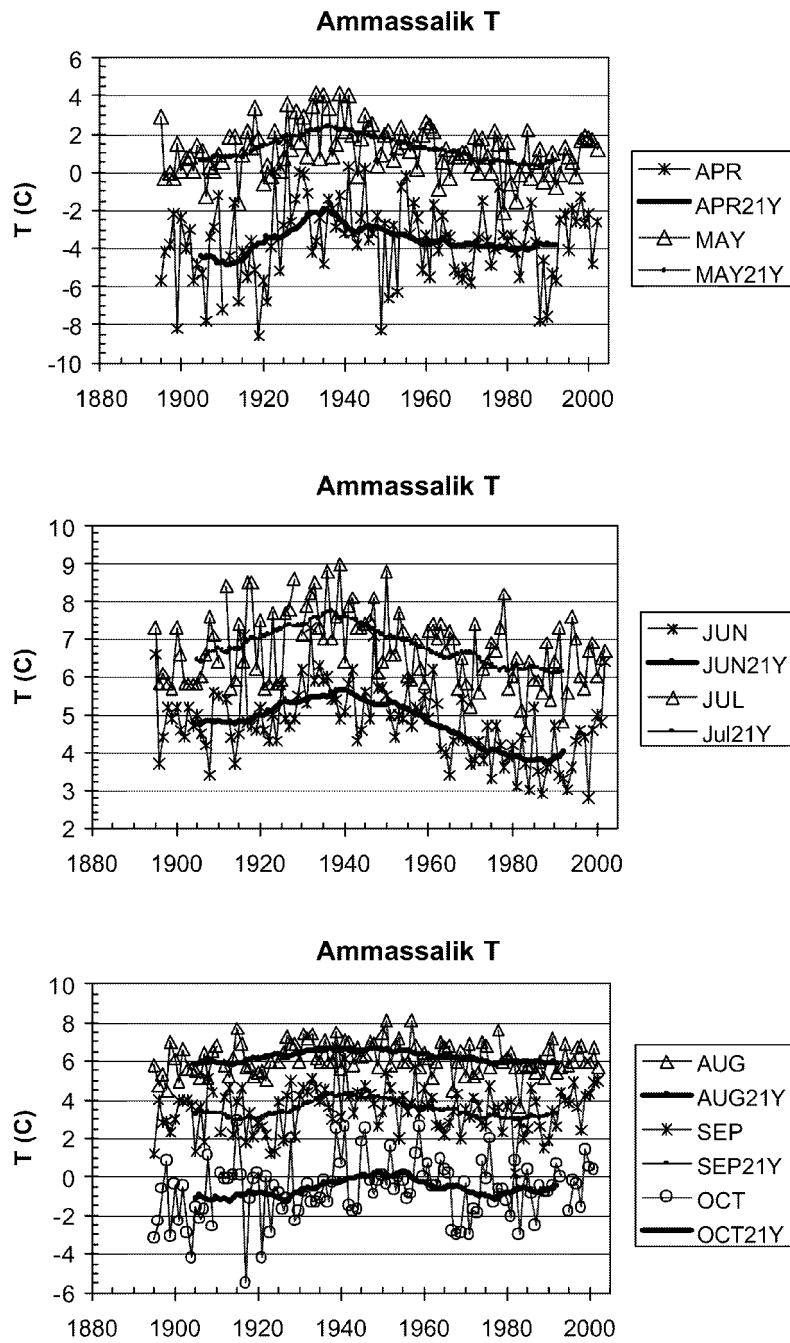 Ammassalik T
6
4
2
0
-2
-4
-6
-8
-10
T (C)
1880 1900 1920 1940 1960 1980 2000
APR
APR21Y
MAY
MAY21Y
Ammassalik T
10
9
8
7
6
5
4
3
2
T (C)
1880 1900 1920 1940 1960 1980 2000
JUN
JUN21Y
JUL
Jul21Y
Ammassalik T
10
8
6
4
2
0
-2
-4
-6
T (C)
1880 1900 1920 1940 1960 1980 2000
AUG
AUG21Y
SEP
SEP21Y
OCT
OCT21Y